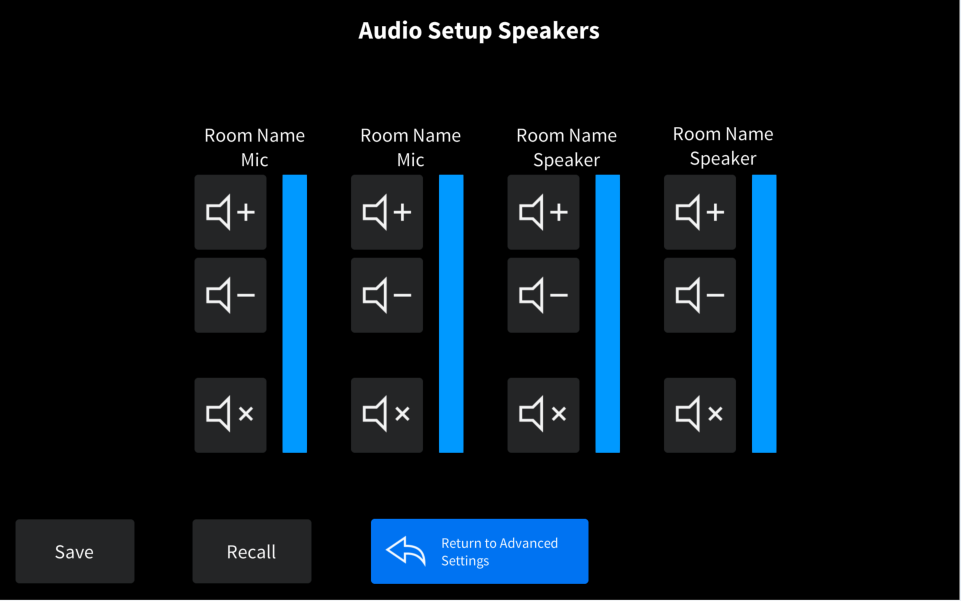 Audio Setup Speakers
Room Name
Mic
Room Name
Mic
Room Name
Speaker
Room Name
Speaker
Save
Recall
Return to Advanced
Settings